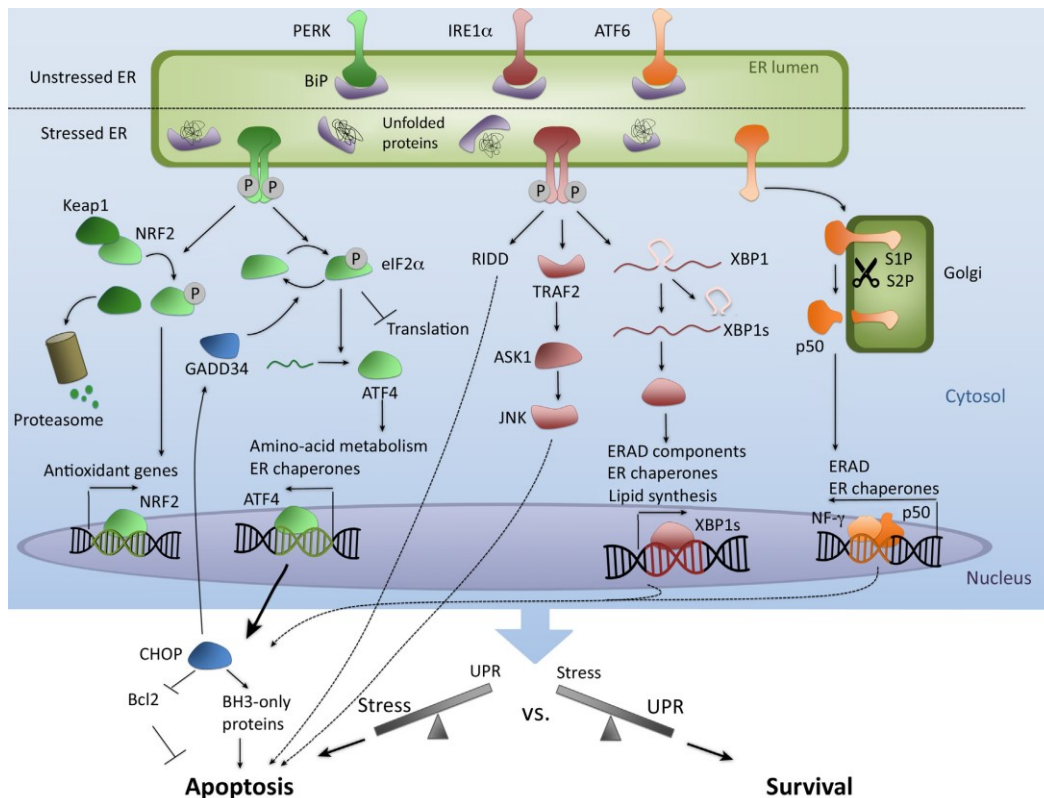 PERK
IRE1α
ATF6
Unstressed ER
BiP
ER lumen
Stressed ER
Unfolded
proteins
P
P
P
P
Keap1
NRF2
P
eIF2α
P
RIDD
TRAF2
XBP1
XBP1s
S1P
S2P
Golgi
p50
Translation
GADD34
ATF4
ASK1
JNK
Proteasome
Cytosol
Antioxidant genes
NRF2
Amino-acid metabolism
ER chaperones
ATF4
ERAD components
ER chaperones
Lipid synthesis
XBP1s
ERAD
ER chaperones
NF-γ
p50
Nucleus
CHOP
Bcl2
BH3-only
proteins
UPR
Stress
vs.
Stress
UPR
Apoptosis
Survival